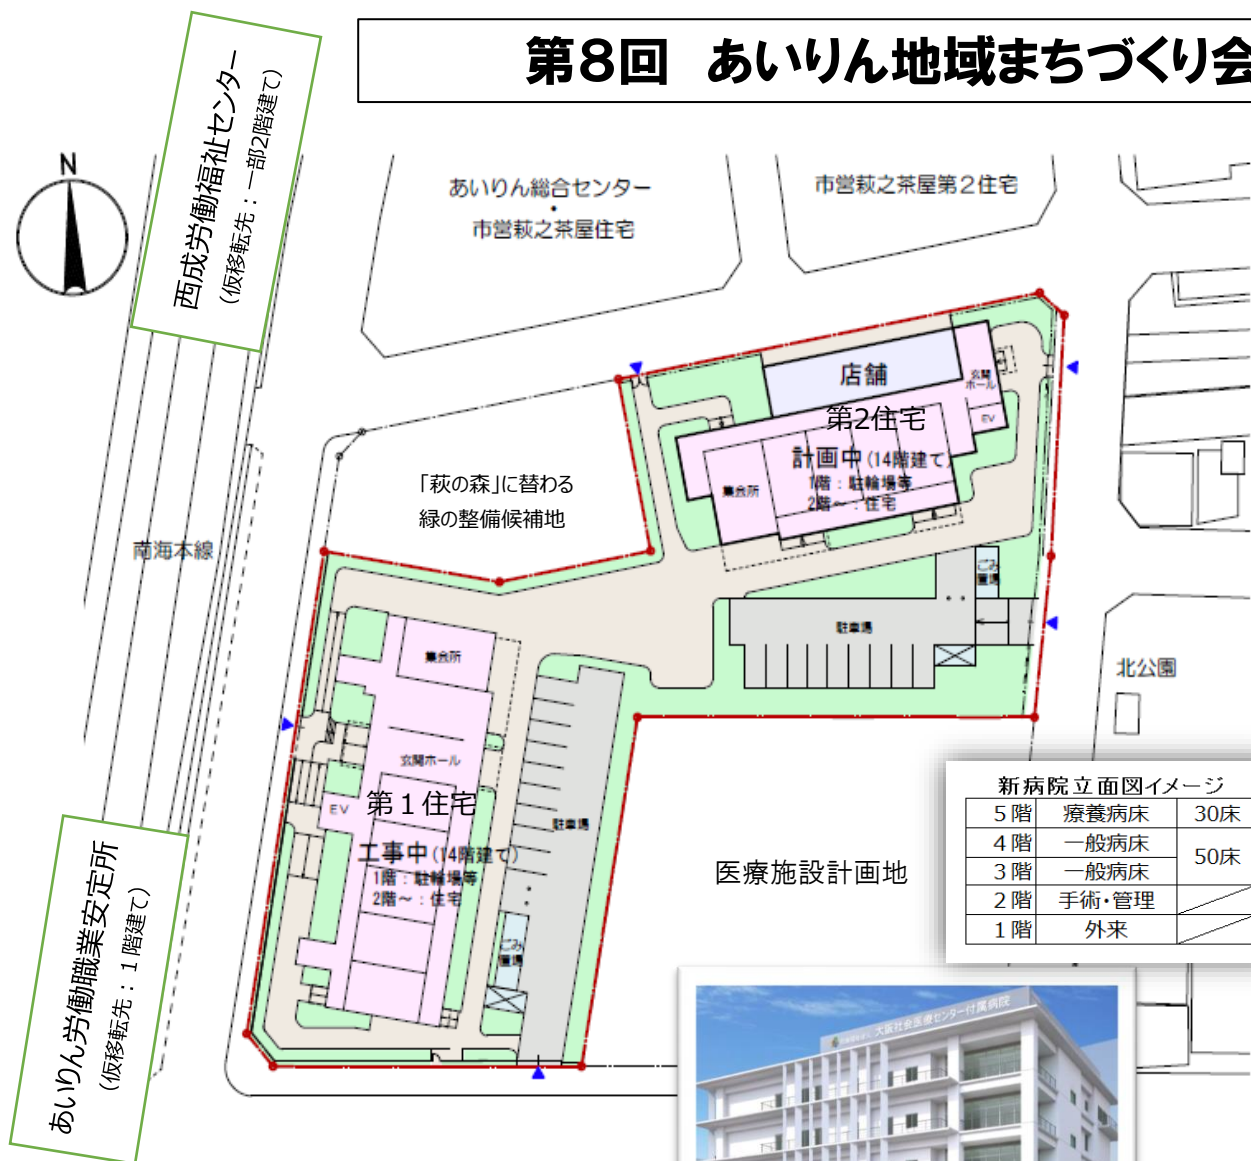 第8回　あいりん地域まちづくり会
西成労働福祉センター
（仮移転先：一部2階建て）
N
あいりん総合センター
・
市営萩之茶屋住宅
市営萩之茶屋第2住宅
店舗
玄関
ホール
EV
第2住宅
計画中（14階建て）
1階：駐輪場等
2階～：住宅
集会所
「萩の森」に替わる
緑の整備候補地
南海本線
ごみ
置場
駐車場
北公園
集会所
玄関ホール
EV
第１住宅
工事中（14階建て）
1階：駐輪場等
2階～：住宅
駐車場
ごみ
置場
あいりん労働職業安定所
（仮移転先：１階建て）
医療施設計画地
新病院立面図イメージ
5階 療養病床 30床
4階 一般病床 50床
3階 一般病床
2階 手術・管理
1階 外来
大阪社会医療センター付属病院